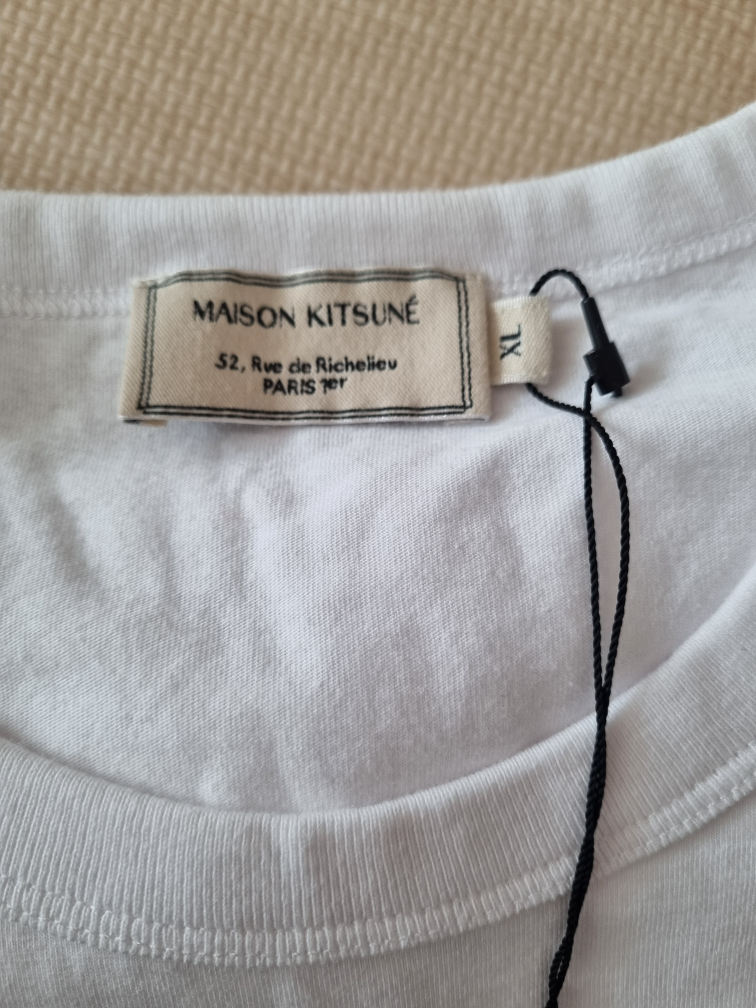 MAISON KITSUNÉ
52, Rue de Richelieu
PARIS 1er
XL